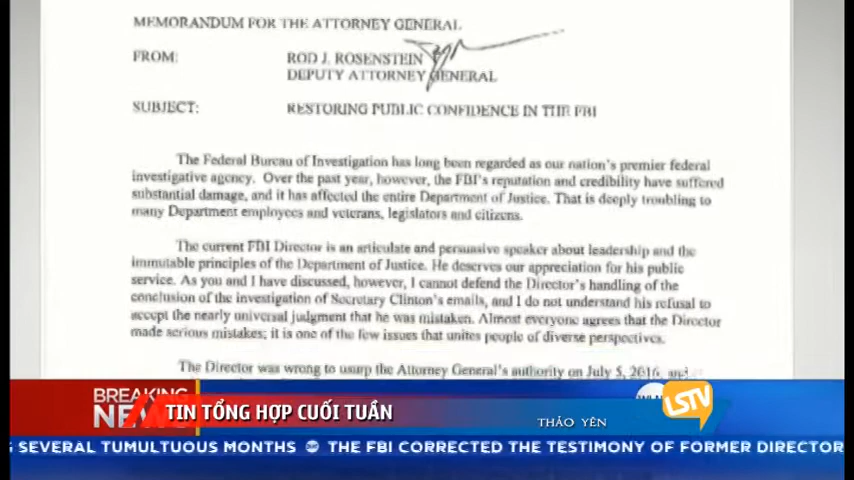 MEMORANDUM FOR THE ATTORNEY GENERAL
FROM: ROD J. ROSENSTEIN
DEPUTY ATTORNEY GENERAL
SUBJECT: RESTORING PUBLIC CONFIDENCE IN THE FBI
The Federal Bureau of Investigation has long been regarded as our nation's premier federal
investigative agency. Over the past year, however, the FBI's reputation and credibility have suffered
substantial damage, and it has affected the entire Department of Justice. That is deeply troubling to
many Department employees and veterans, legislators and citizens.
The current FBI Director is an articulate and persuasive speaker about leadership and the
immutable principles of the Department of Justice. He deserves our appreciation for his public
service. As you and I have discussed, however, I cannot defend the Director's handling of the
conclusion of the investigation of Secretary Clinton's emails, and I do not understand his refusal to
accept the nearly universal judgment that he was mistaken. Almost everyone agrees that the Director
made serious mistakes; it is one of the few issues that unites people of diverse perspectives.
The Director was wrong to usurp the Attorney General's authority on July 5, 2016, and
BREAKING
NEWS
TIN TỔNG HỢP CUỐI TUẦN
THẢO YÊN
LSTV
G SEVERAL TUMULTUOUS MONTHS THE FBI CORRECTED THE TESTIMONY OF FORMER DIRECTOR